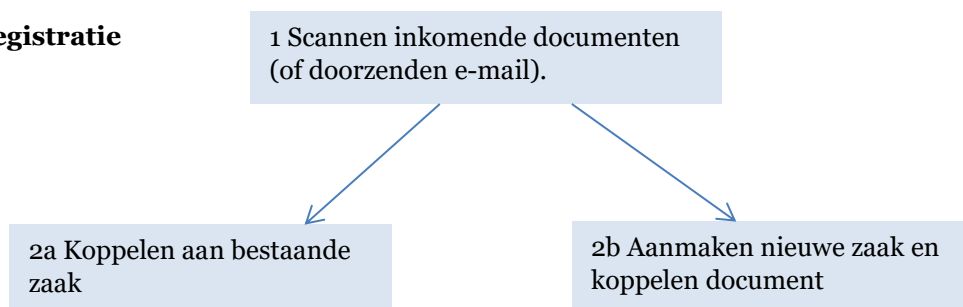 egistratie
1 Scannen inkomende documenten
(of doorzenden e-mail).
2a Koppelen aan bestaande
zaak
2b Aanmaken nieuwe zaak en
koppelen document